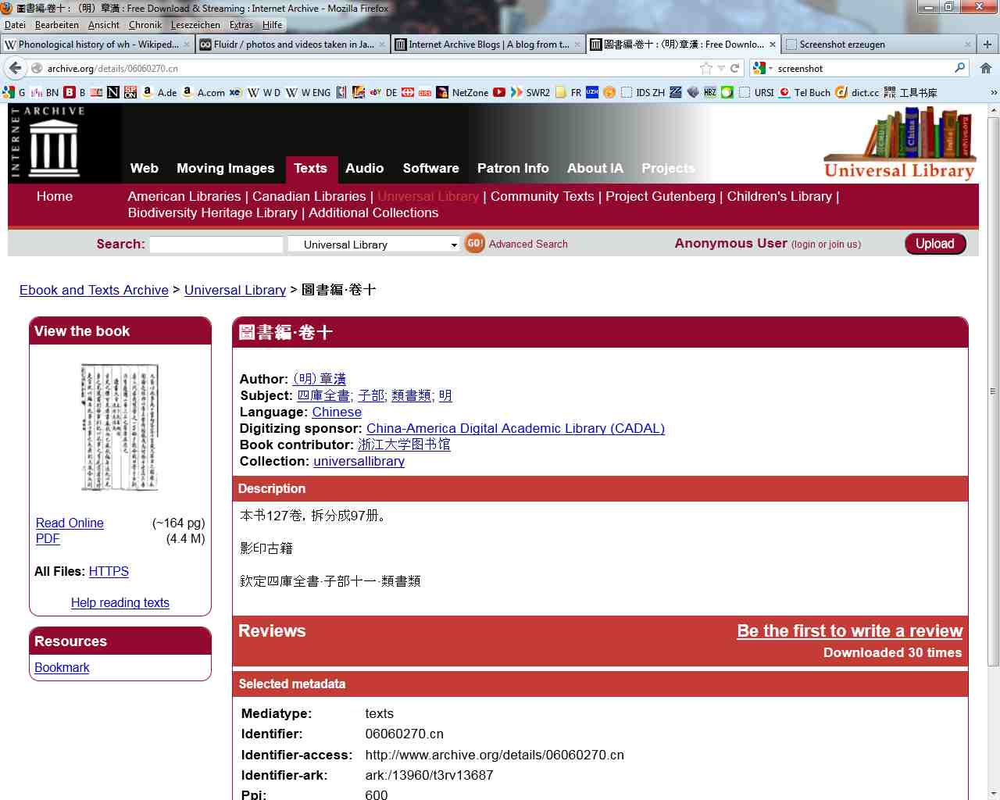 圖書編·卷十 : (明) 章潢 : Free Download & Streaming : Internet Archive - Mozilla Firefox
Datei Bearbeiten Ansicht Chronik Lesezeichen Extras Hilfe
Phonological history of wh - Wikiped... Fluidr / photos and videos taken in Ja... Internet Archive Blogs | A blog from t... 圖書編·卷十 : (明) 章潢 : Free Downlo... Screenshot erzeugen
archive.org/details/06060270.cn screenshot
G BN B A.de A.com W D W ENG DE NetZone SWR2 FR UZH IDS ZH HBZ URSI Tel Buch dict.cc 工具书库
INTERNET ARCHIVE
Universal Library
Web Moving Images Texts Audio Software Patron Info About IA Projects
Home American Libraries | Canadian Libraries | Universal Library | Community Texts | Project Gutenberg | Children's Library |
Biodiversity Heritage Library | Additional Collections
Search: Universal Library GO! Advanced Search Anonymous User (login or join us) Upload
Ebook and Texts Archive > Universal Library > 圖書編·卷十
View the book
Read Online (~164 pg)
PDF (4.4 M)
All Files: HTTPS
Help reading texts
Resources
Bookmark
圖書編·卷十
Author: (明) 章潢
Subject: 四庫全書; 子部; 類書類; 明
Language: Chinese
Digitizing sponsor: China-America Digital Academic Library (CADAL)
Book contributor: 浙江大学图书馆
Collection: universallibrary
Description
本书127卷，拆分成97册。
影印古籍
欽定四庫全書·子部十一·類書類
Reviews
Be the first to write a review
Downloaded 30 times
Selected metadata
Mediatype: texts
Identifier: 06060270.cn
Identifier-access: http://www.archive.org/details/06060270.cn
Identifier-ark: ark:/13960/t3rv13687
Ppi: 600